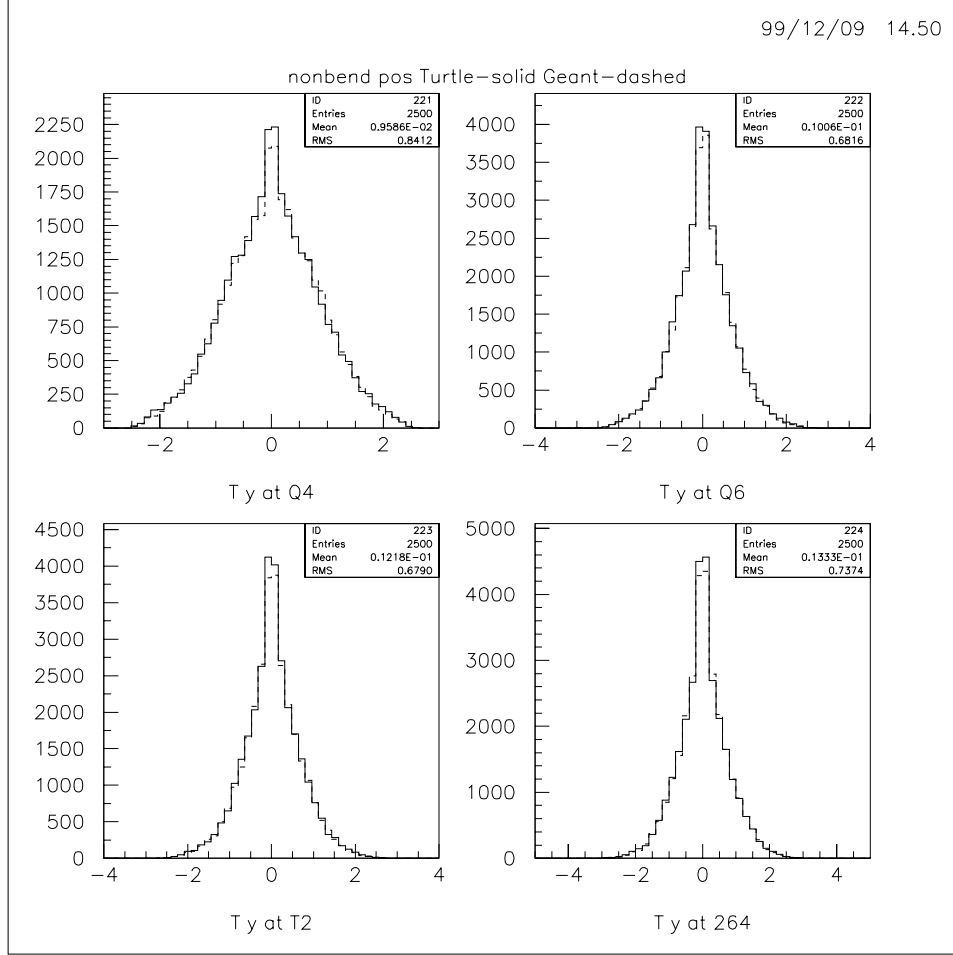 99/12/09 14.50
nonbend pos Turtle-solid Geant-dashed
ID 221
Entries 2500
Mean 0.9586E-02
RMS 0.8412
2250
2000
1750
1500
1250
1000
750
500
250
0
-2 0 2
T y at Q4
ID 222
Entries 2500
Mean 0.1006E-01
RMS 0.6816
4000
3500
3000
2500
2000
1500
1000
500
0
-4 -2 0 2 4
T y at Q6
ID 223
Entries 2500
Mean 0.1218E-01
RMS 0.6790
4500
4000
3500
3000
2500
2000
1500
1000
500
0
-4 -2 0 2 4
T y at T2
ID 224
Entries 2500
Mean 0.1333E-01
RMS 0.7374
5000
4000
3000
2000
1000
0
-4 -2 0 2 4
T y at 264